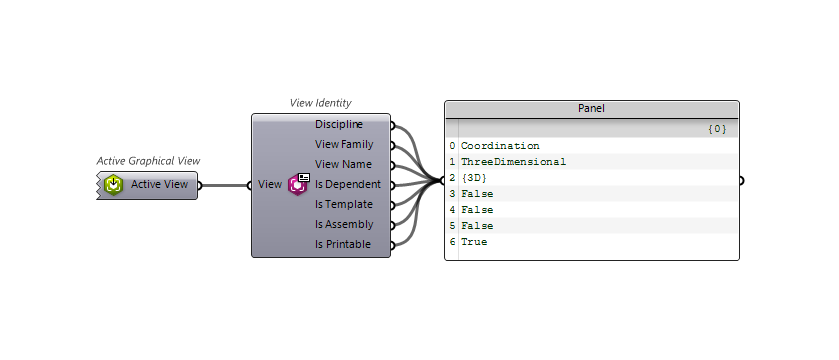 Active Graphical View
Active View
View Identity
View
Discipline
View Family
View Name
Is Dependent
Is Template
Is Assembly
Is Printable
Panel
{0}
0 Coordination
1 ThreeDimensional
2 {3D}
3 False
4 False
5 False
6 True